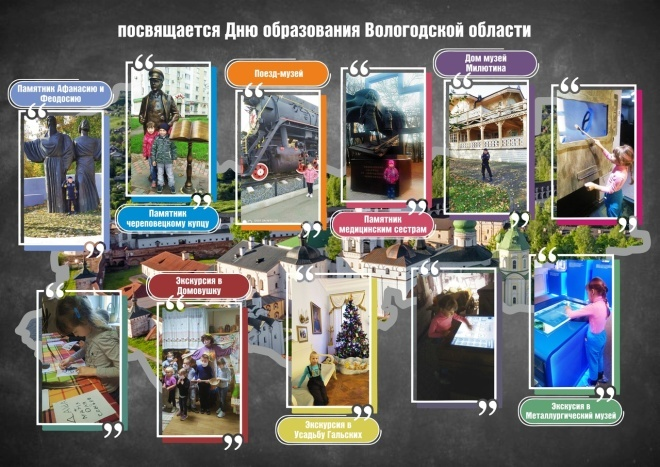 посвящается Дню образования Вологодской области
Памятник Афанасию и
Феодосию
Поезд-музей
Дом музей
Милютина
Памятник
череповецкому купцу
Памятник
медицинским сестрам
Экскурсия в
Домовушку
Экскурсия в
Усадьбу Гальских
Экскусия в
Металлургический музей